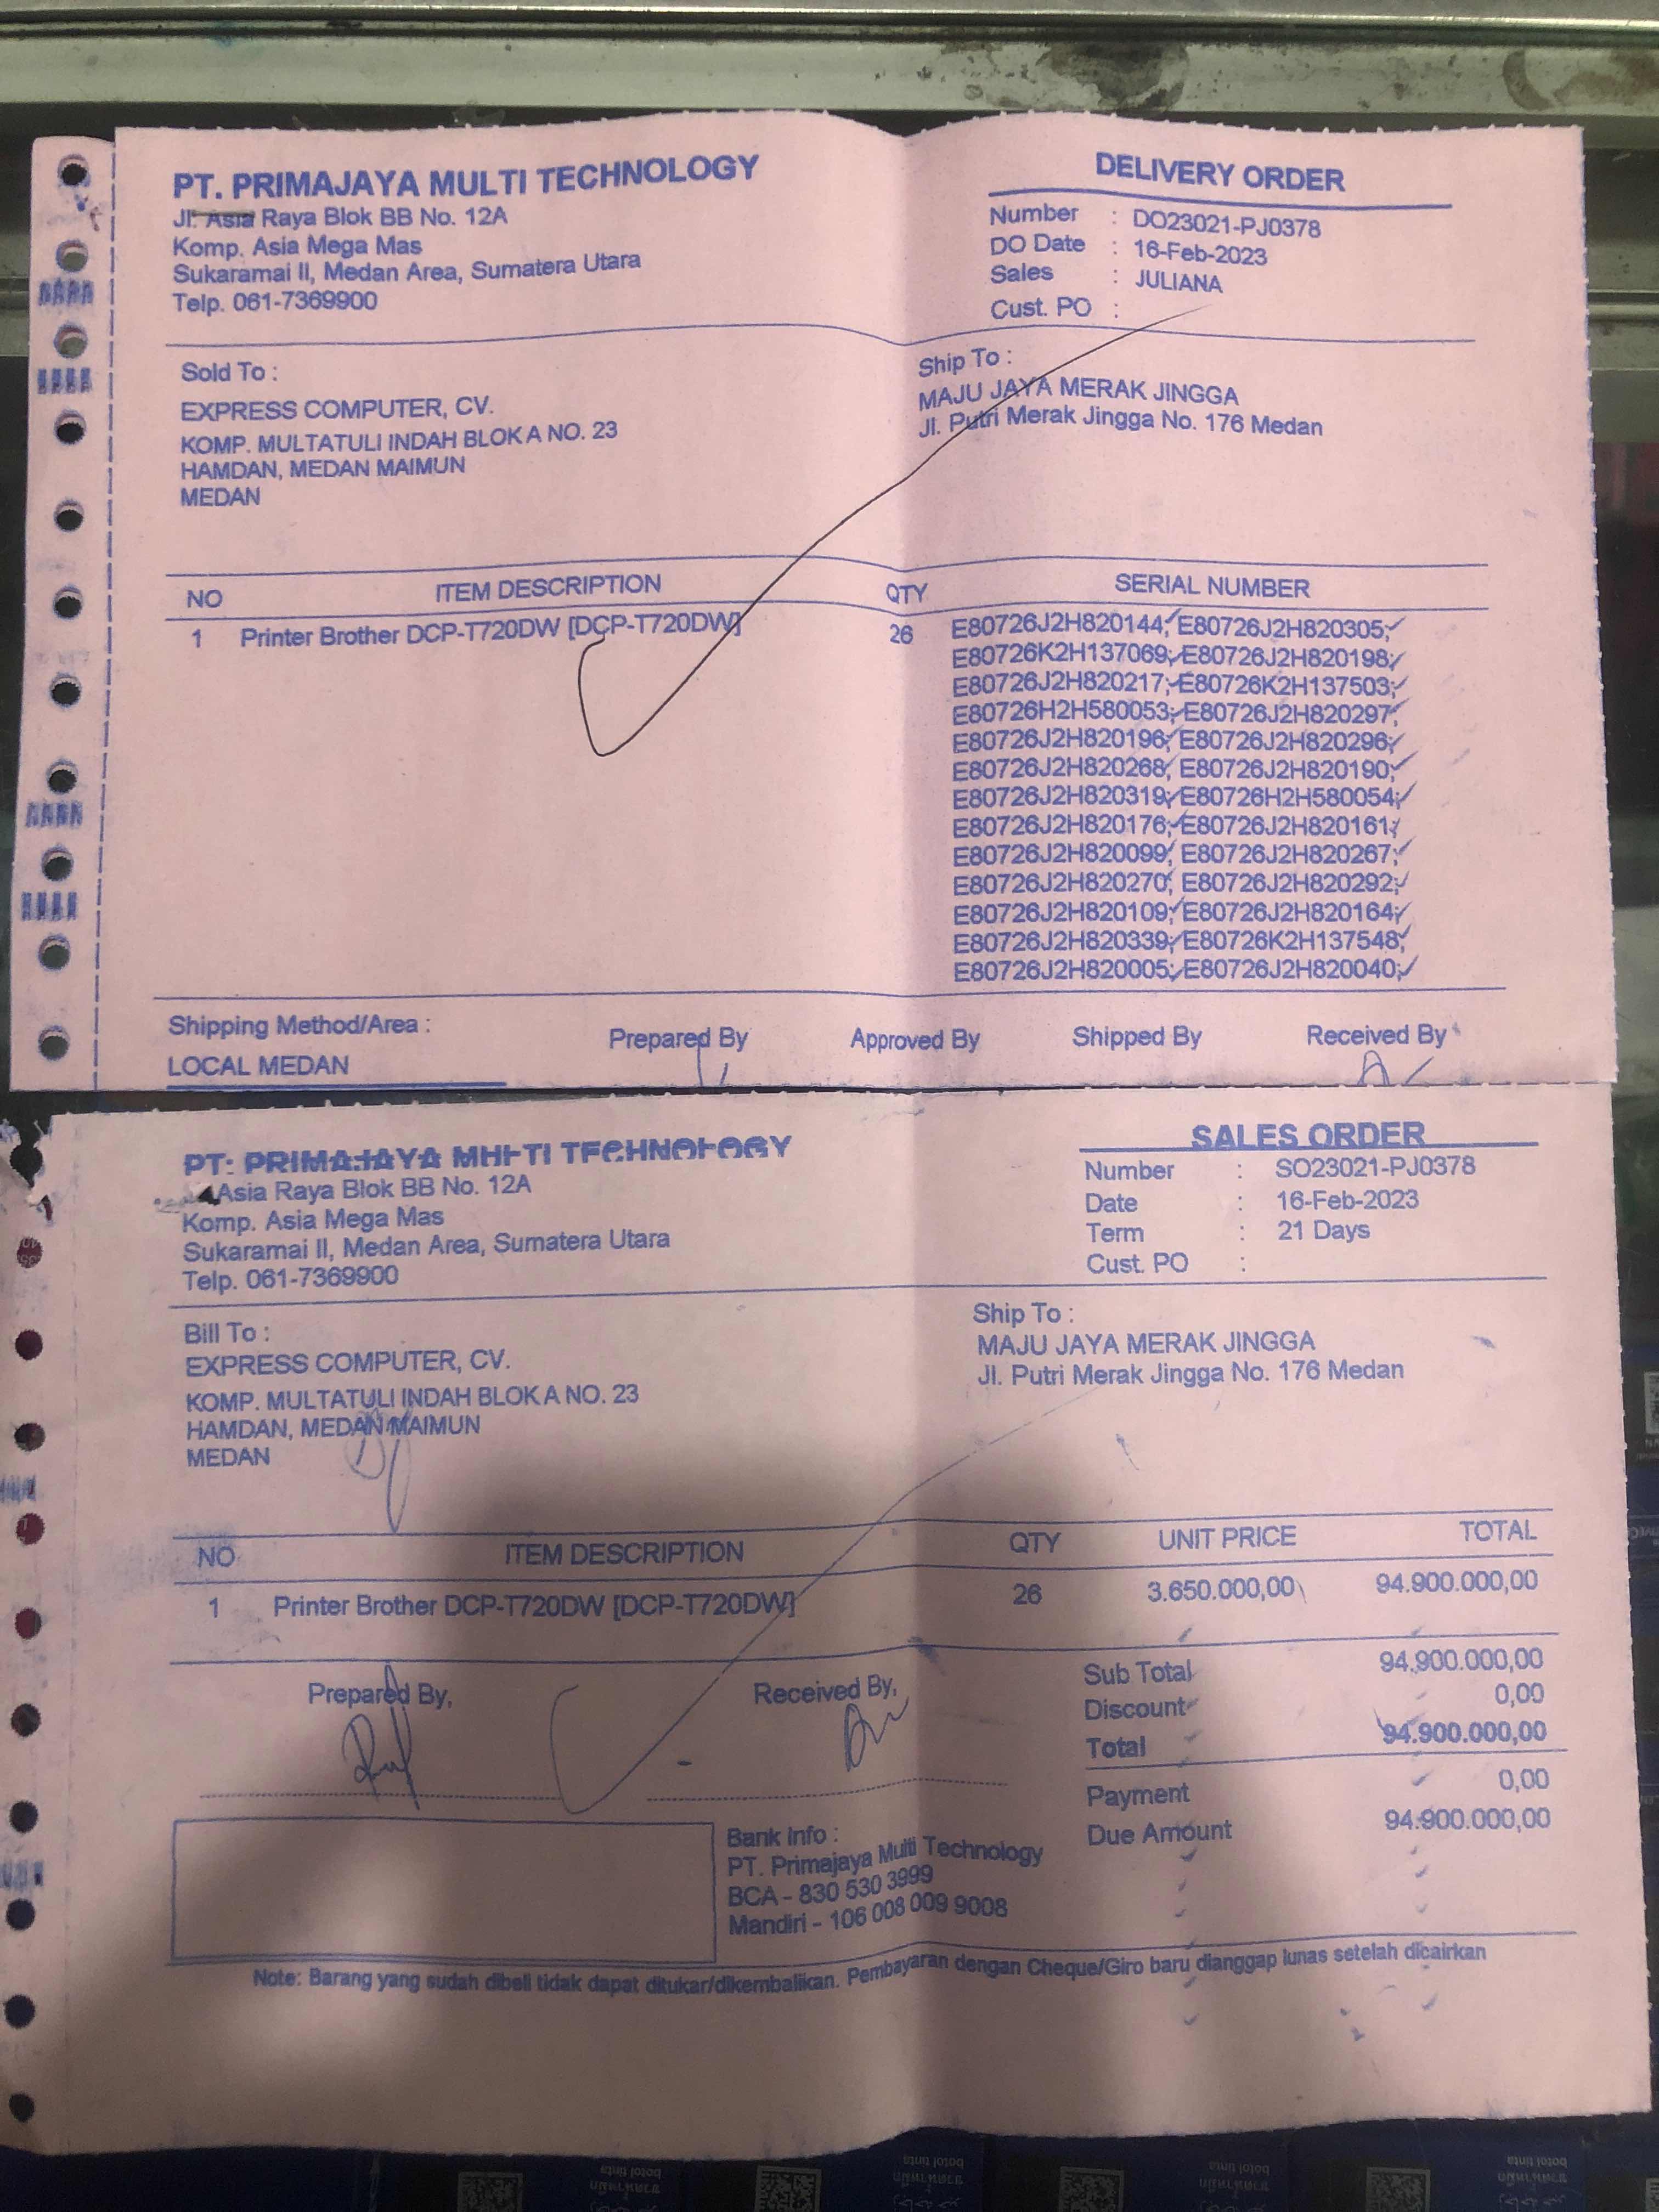 PT. PRIMAJAYA MULTI TECHNOLOGY
Jl. Asia Raya Blok BB No. 12A
Komp. Asia Mega Mas
Sukaramai II, Medan Area, Sumatera Utara
Telp. 061-7369900
DELIVERY ORDER
Number : DO23021-PJ0378
DO Date : 16-Feb-2023
Sales : JULIANA
Cust. PO :
Sold To :
EXPRESS COMPUTER, CV.
KOMP. MULTATULI INDAH BLOK A NO. 23
HAMDAN, MEDAN MAIMUN
MEDAN
Ship To :
MAJU JAYA MERAK JINGGA
Jl. Putri Merak Jingga No. 176 Medan
NO ITEM DESCRIPTION QTY SERIAL NUMBER
1 Printer Brother DCP-T720DW [DCP-T720DW] 26 E80726J2H820144; E80726J2H820305;
E80726K2H137069; E80726J2H820198;
E80726J2H820217; E80726K2H137503;
E80726H2H580053; E80726J2H820297;
E80726J2H820196; E80726J2H820296;
E80726J2H820268; E80726J2H820190;
E80726J2H820319; E80726H2H580054;
E80726J2H820176; E80726J2H820161;
E80726J2H820099; E80726J2H820267;
E80726J2H820270; E80726J2H820292;
E80726J2H820109; E80726J2H820164;
E80726J2H820339; E80726K2H137548;
E80726J2H820005; E80726J2H820040;
Shipping Method/Area :
LOCAL MEDAN
Prepared By Approved By Shipped By Received By
PT. PRIMAJAYA MULTI TECHNOLOGY
Asia Raya Blok BB No. 12A
Komp. Asia Mega Mas
Sukaramai II, Medan Area, Sumatera Utara
Telp. 061-7369900
SALES ORDER
Number : SO23021-PJ0378
Date : 16-Feb-2023
Term : 21 Days
Cust. PO :
Bill To :
EXPRESS COMPUTER, CV.
KOMP. MULTATULI INDAH BLOK A NO. 23
HAMDAN, MEDAN MAIMUN
MEDAN
Ship To :
MAJU JAYA MERAK JINGGA
Jl. Putri Merak Jingga No. 176 Medan
NO ITEM DESCRIPTION QTY UNIT PRICE TOTAL
1 Printer Brother DCP-T720DW [DCP-T720DW] 26 3.650.000,00 94.900.000,00
Prepared By, Received By,
Sub Total 94.900.000,00
Discount 0,00
Total 94.900.000,00
Payment 0,00
Due Amount 94.900.000,00
Bank Info :
PT. Primajaya Multi Technology
BCA - 830 530 3999
Mandiri - 106 008 009 9008
Note: Barang yang sudah dibeli tidak dapat ditukar/dikembalikan. Pembayaran dengan Cheque/Giro baru dianggap lunas setelah dicairkan
botol tinta
botol tinta
botol tinta